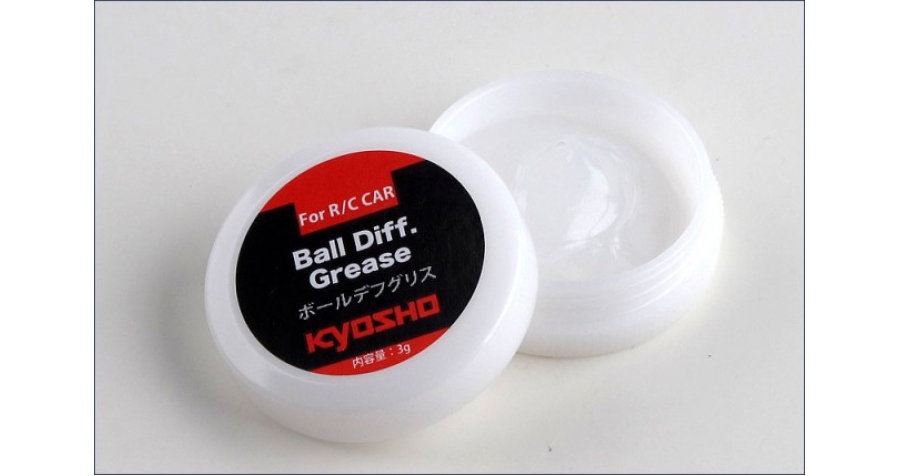 For R/C CAR
Ball Diff.
Grease
ボールデフグリス
KYOSHO
内容量：3g